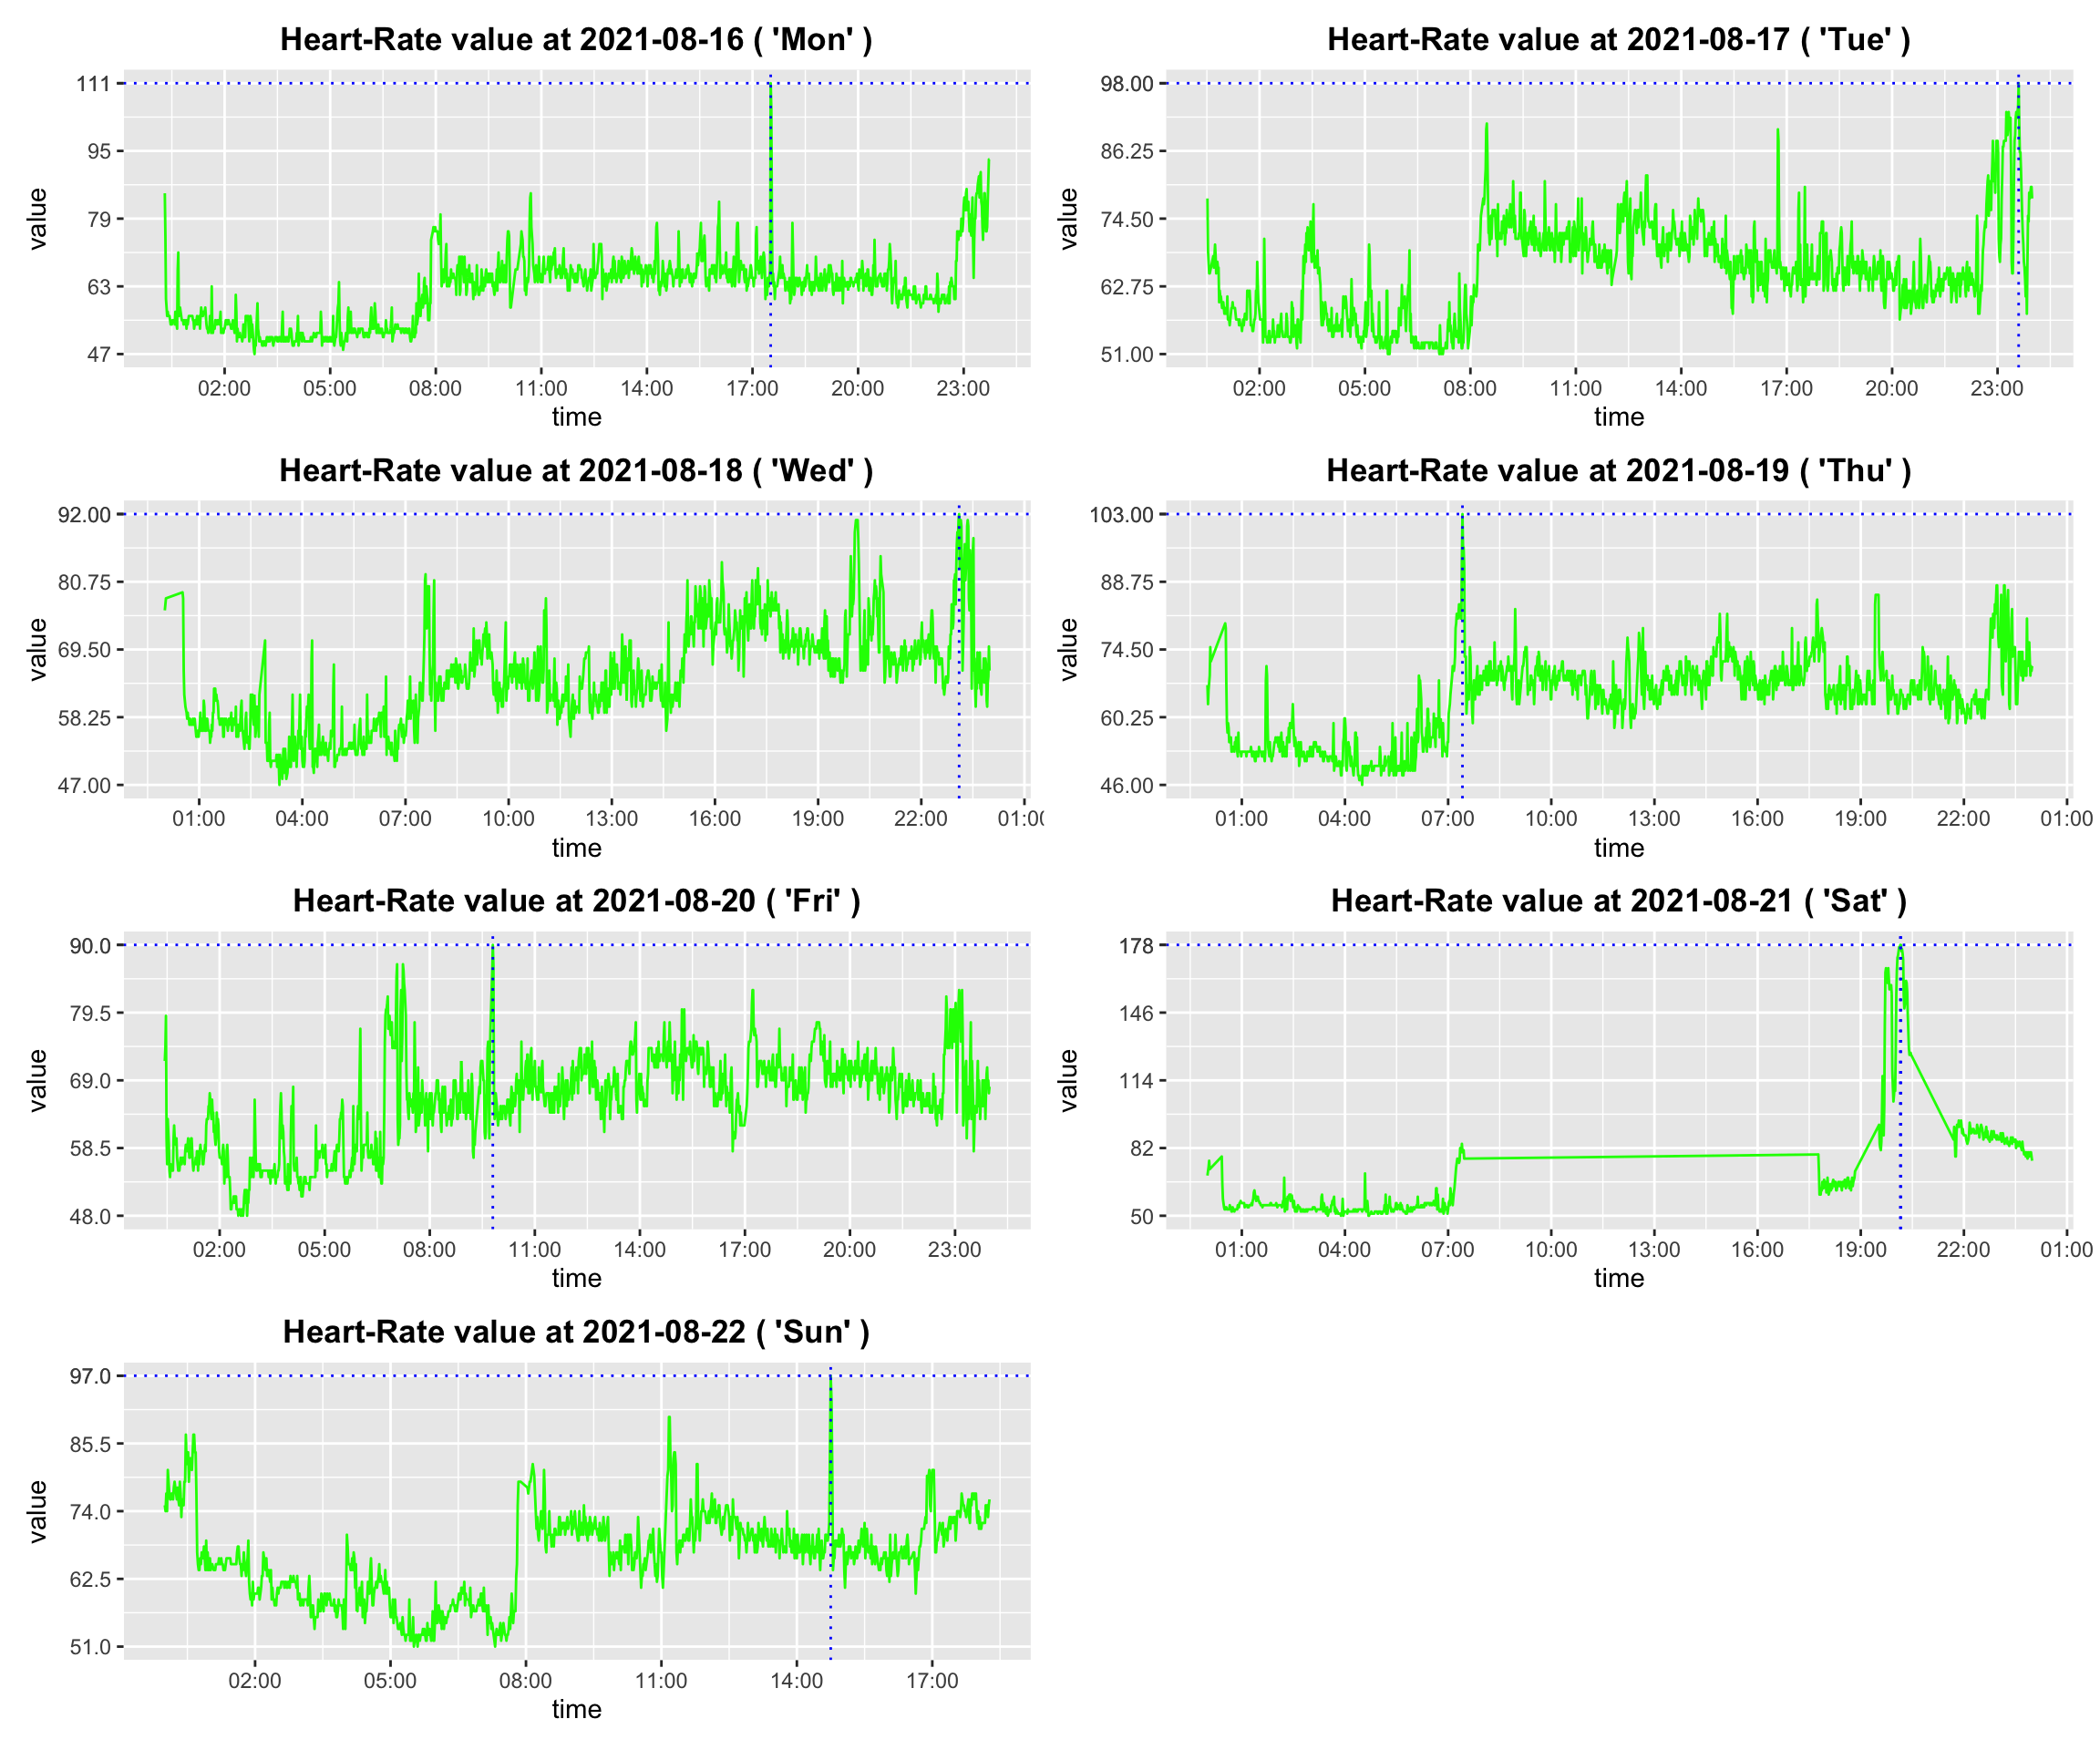 Heart-Rate value at 2021-08-16 ( 'Mon' )
value
111
95
79
63
47
02:00 05:00 08:00 11:00 14:00 17:00 20:00 23:00
time
Heart-Rate value at 2021-08-17 ( 'Tue' )
value
98.00
86.25
74.50
62.75
51.00
02:00 05:00 08:00 11:00 14:00 17:00 20:00 23:00
time
Heart-Rate value at 2021-08-18 ( 'Wed' )
value
92.00
80.75
69.50
58.25
47.00
01:00 04:00 07:00 10:00 13:00 16:00 19:00 22:00 01:00
time
Heart-Rate value at 2021-08-19 ( 'Thu' )
value
103.00
88.75
74.50
60.25
46.00
01:00 04:00 07:00 10:00 13:00 16:00 19:00 22:00 01:00
time
Heart-Rate value at 2021-08-20 ( 'Fri' )
value
90.0
79.5
69.0
58.5
48.0
02:00 05:00 08:00 11:00 14:00 17:00 20:00 23:00
time
Heart-Rate value at 2021-08-21 ( 'Sat' )
value
178
146
114
82
50
01:00 04:00 07:00 10:00 13:00 16:00 19:00 22:00 01:00
time
Heart-Rate value at 2021-08-22 ( 'Sun' )
value
97.0
85.5
74.0
62.5
51.0
02:00 05:00 08:00 11:00 14:00 17:00
time